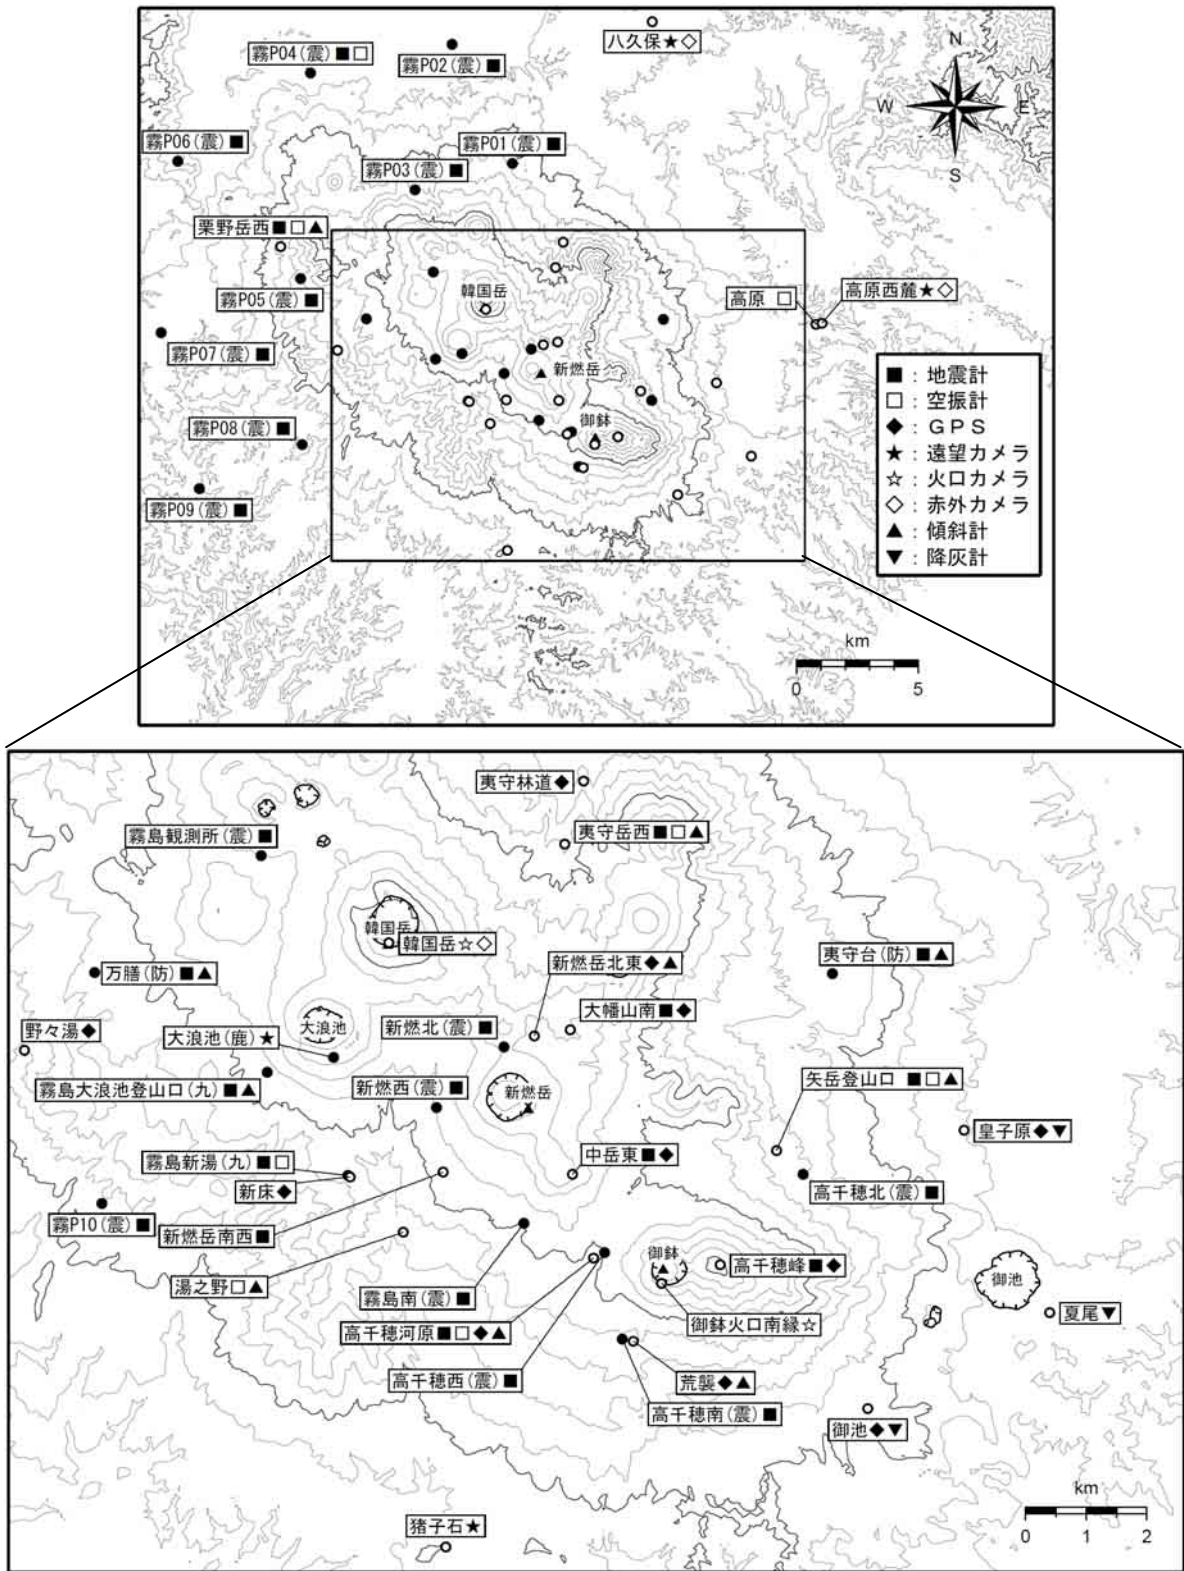 八久保★◇
霧P04(震)■□
霧P02(震)■
N
W
E
S
霧P06(震)■
霧P01(震)■
霧P03(震)■
栗野岳西■□▲
霧P05(震)■
韓国岳
高原 □
高原西麓★◇
霧P07(震)■
新燃岳
霧P08(震)■
御鉢
霧P09(震)■
■：地震計
□：空振計
◆：GPS
★：遠望カメラ
☆：火口カメラ
◇：赤外カメラ
▲：傾斜計
▼：降灰計
km
0 5
夷守林道◆
霧島観測所(震)■
夷守岳西■□▲
韓国岳
韓国岳☆◇
新燃岳北東◆▲
夷守台(防)■▲
万膳(防)■▲
大幡山南■◆
大浪池
新燃北(震)■
野々湯◆
大浪池(鹿)★
霧島大浪池登山口(九)■▲
新燃西(震)■
新燃岳
矢岳登山口 ■□▲
皇子原◆▼
霧島新湯(九)■□
中岳東■◆
新床◆
高千穂北(震)■
霧P10(震)■
新燃岳南西■
御鉢
高千穂峰■◆
御池
湯之野□▲
霧島南(震)■
夏尾▼
高千穂河原■□◆▲
御鉢火口南縁☆
高千穂西(震)■
荒襲◆▲
高千穂南(震)■
御池◆▼
km
0 1 2
猪子石★